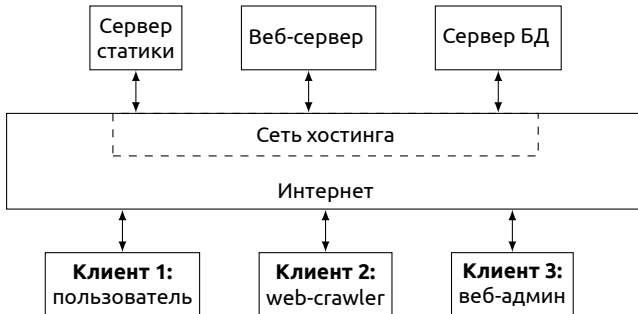 Сервер
статики
Веб-сервер
Сервер БД
Сеть хостинга
Интернет
Клиент 1:
пользователь
Клиент 2:
web-crawler
Клиент 3:
веб-админ